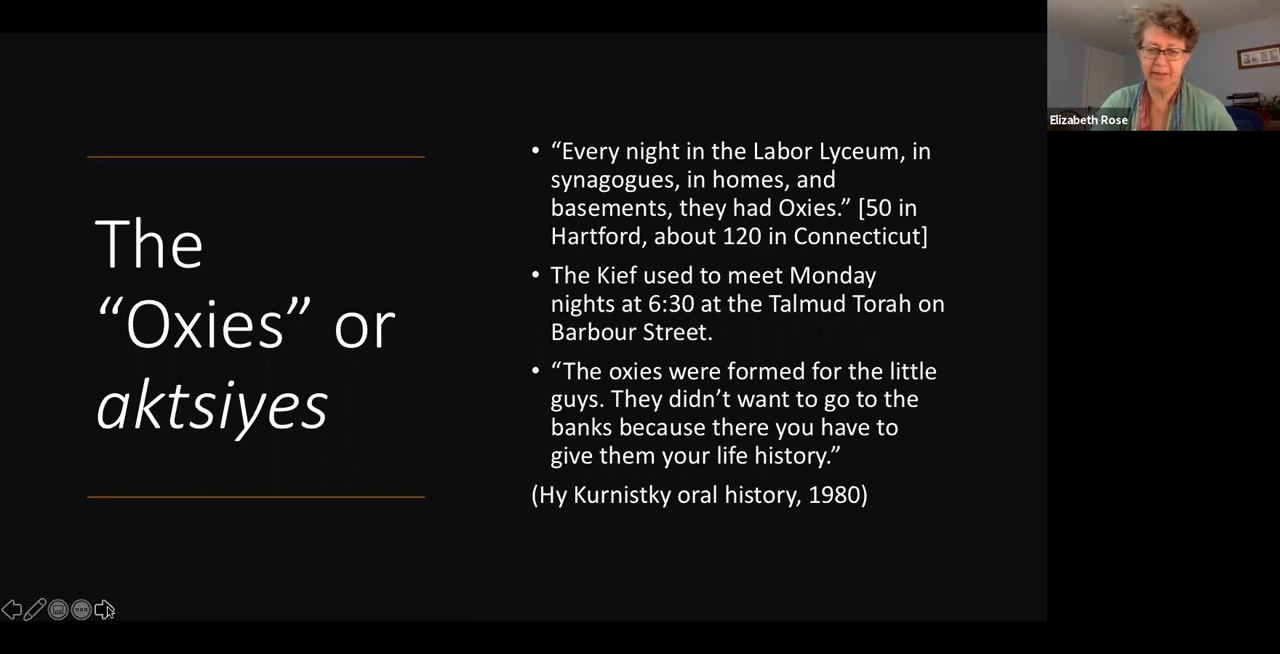 The
“Oxies” or
aktsiyes
• “Every night in the Labor Lyceum, in
synagogues, in homes, and
basements, they had Oxies.” [50 in
Hartford, about 120 in Connecticut]
• The Kief used to meet Monday
nights at 6:30 at the Talmud Torah on
Barbour Street.
• “The oxies were formed for the little
guys. They didn’t want to go to the
banks because there you have to
give them your life history.”
(Hy Kurnistky oral history, 1980)
Elizabeth Rose